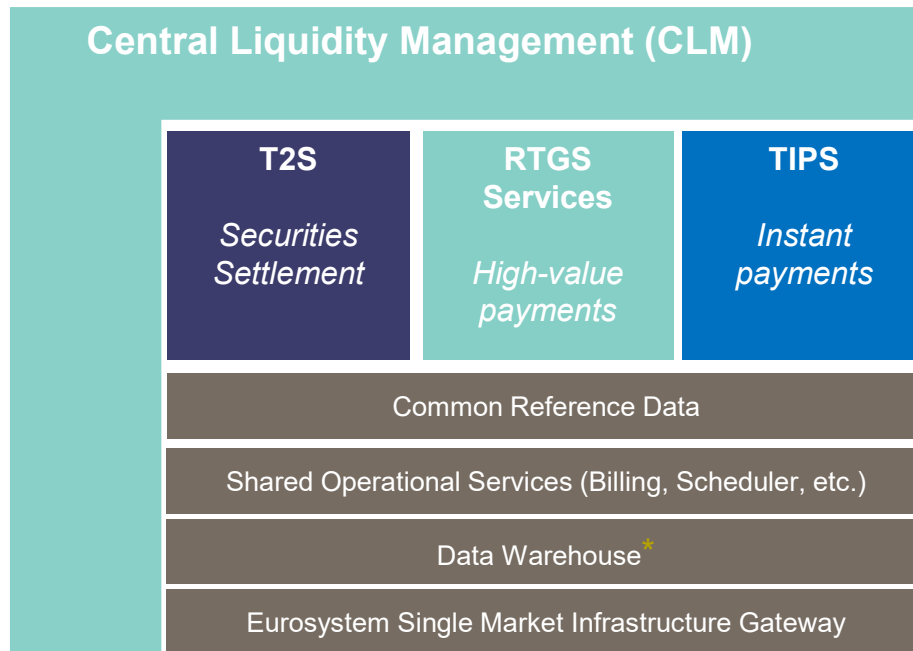 Central Liquidity Management (CLM)
T2S
Securities
Settlement
RTGS
Services
High-value
payments
TIPS
Instant
payments
Common Reference Data
Shared Operational Services (Billing, Scheduler, etc.)
Data Warehouse*
Eurosystem Single Market Infrastructure Gateway